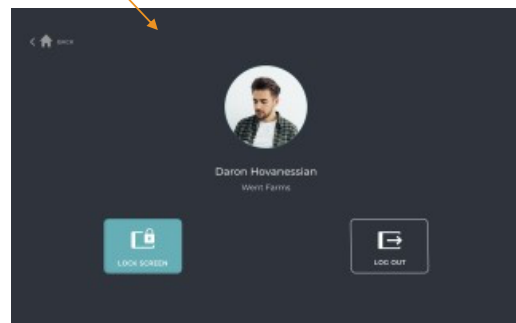 BACK
Daron Hovanessian
Went Farms
LOCK SCREEN
LOG OUT